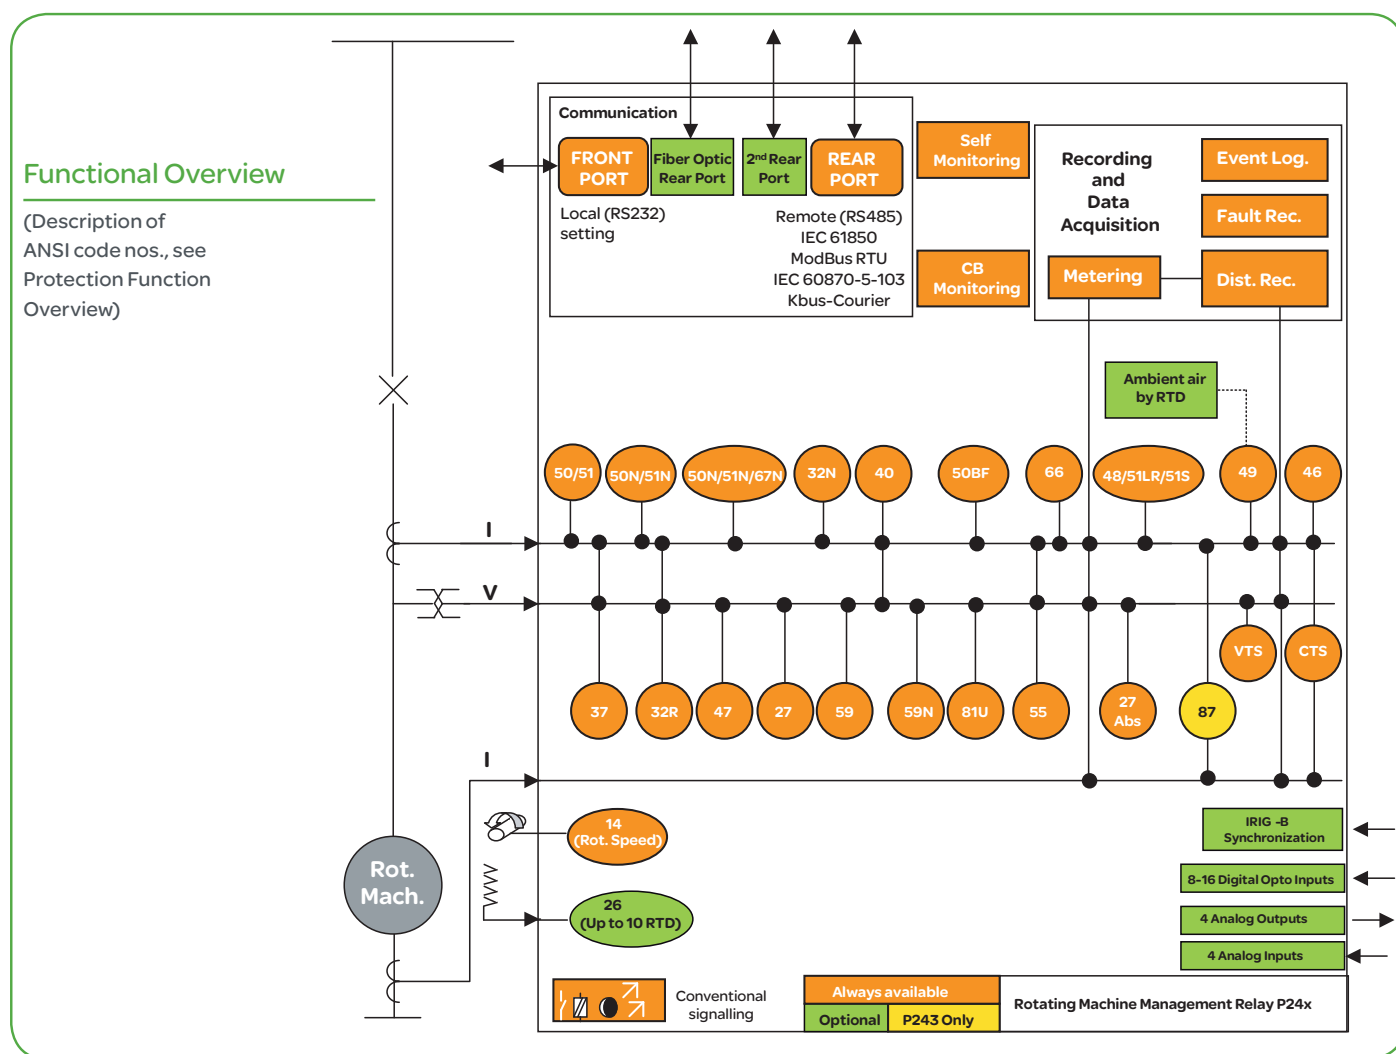 Functional Overview
(Description of
ANSI code nos., see
Protection Function
Overview)
Communication
FRONT
PORT
Fiber Optic
Rear Port
2nd Rear
Port
REAR
PORT
Local (RS232)
setting
Remote (RS485)
IEC 61850
ModBus RTU
IEC 60870-5-103
Kbus-Courier
Self
Monitoring
CB
Monitoring
Recording
and
Data
Acquisition
Event Log.
Fault Rec.
Metering
Dist. Rec.
Ambient air
by RTD
50/51
50N/51N
50N/51N/67N
32N
40
50BF
66
48/51LR/51S
49
46
I
V
VTS
CTS
37
32R
47
27
59
59N
81U
55
27
Abs
87
I
14
(Rot. Speed)
Rot.
Mach.
26
(Up to 10 RTD)
IRIG -B
Synchronization
8-16 Digital Opto Inputs
4 Analog Outputs
4 Analog Inputs
Conventional
signalling
Always available
Optional
P243 Only
Rotating Machine Management Relay P24x